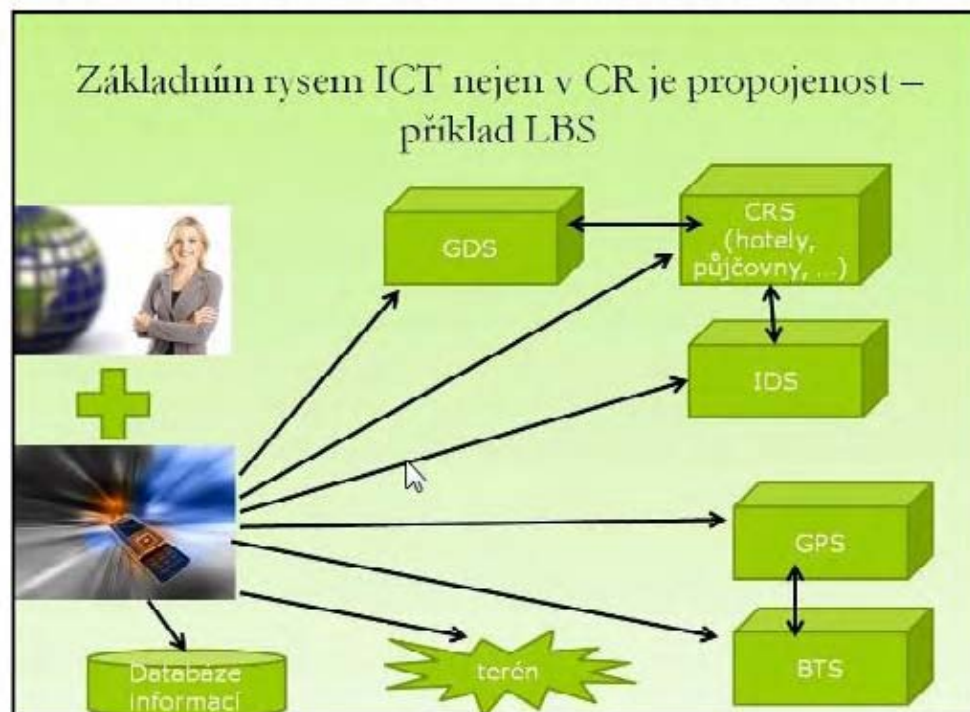 Základním rysem ICT nejen v CR je propojenost –
příklad LBS
GDS
CRS
(hotely,
půjčovny, ...)
IDS
GPS
BTS
terén
Databáze
informací